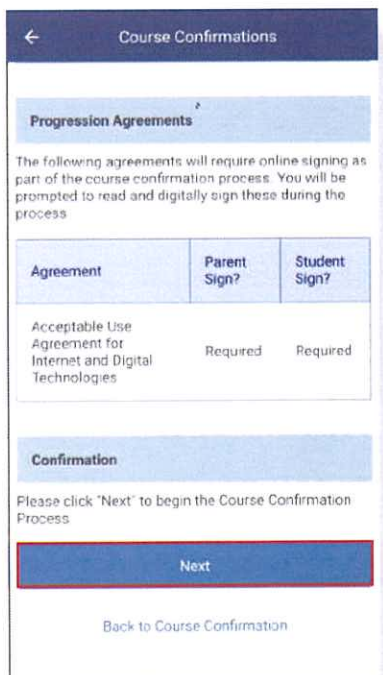 Course Confirmations
Progression Agreements
The following agreements will require online signing as
part of the course confirmation process. You will be
prompted to read and digitally sign these during the
process
Agreement
Parent
Sign?
Student
Sign?
Acceptable Use
Agreement for
Internet and Digital
Technologies
Required
Required
Confirmation
Please click "Next" to begin the Course Confirmation
Process
Next
Back to Course Confirmation